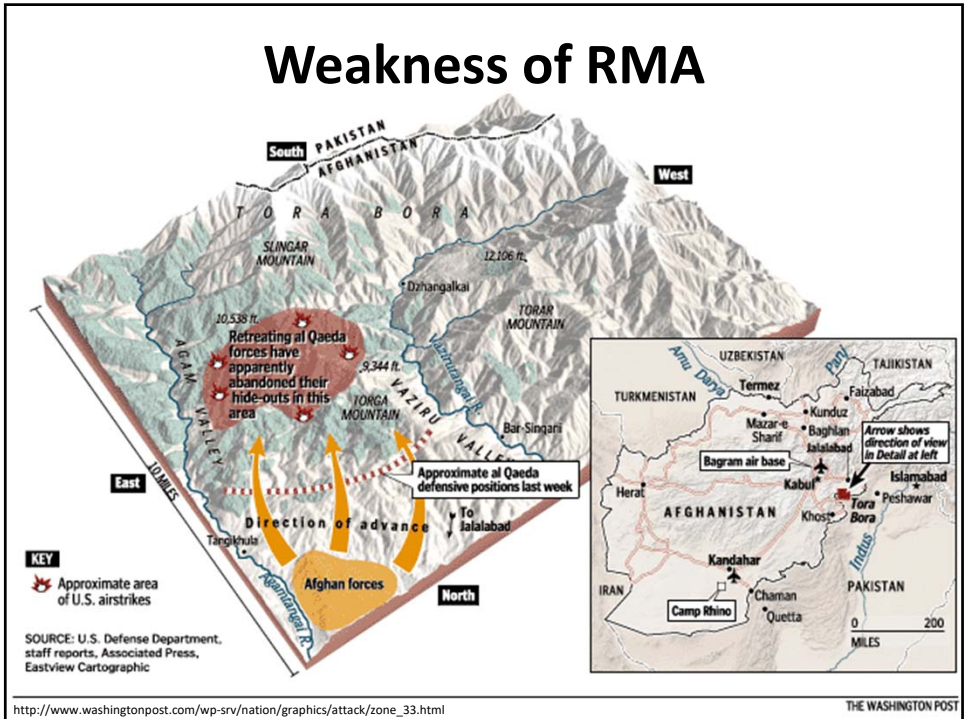 Weakness of RMA
South
PAKISTAN
AFGHANISTAN
West
TORA BORA
SLINGAR
MOUNTAIN
12,106 ft.
Dzhangalkai
TORAR
MOUNTAIN
10,538 ft.
Retreating al Qaeda
forces have
apparently
abandoned their
hide-outs in this
area
9,344 ft.
TORGA
MOUNTAIN
AGAM
VALLEY
Vazirutangai R.
VAZIRU
VALLEY
Bar-Singani
East
10 MILES
Approximate al Qaeda
defensive positions last week
Direction of advance
To
Jalalabad
Tangikhula
Agamtangai R.
Afghan forces
North
KEY
Approximate area
of U.S. airstrikes
SOURCE: U.S. Defense Department,
staff reports, Associated Press,
Eastview Cartographic
Amu Darya
UZBEKISTAN
Panj
TAJIKISTAN
TURKMENISTAN
Termez
Faizabad
Kunduz
Mazar-e
Sharif
Baghlan
Arrow shows
direction of view
in Detail at left
Jalalabad
Bagram air base
Kabul
Islamabad
Peshawar
Herat
AFGHANISTAN
Khost
Tora
Bora
Indus
Kandahar
IRAN
PAKISTAN
Camp Rhino
Chaman
Quetta
0 200
MILES
http://www.washingtonpost.com/wp-srv/nation/graphics/attack/zone_33.html
THE WASHINGTON POST